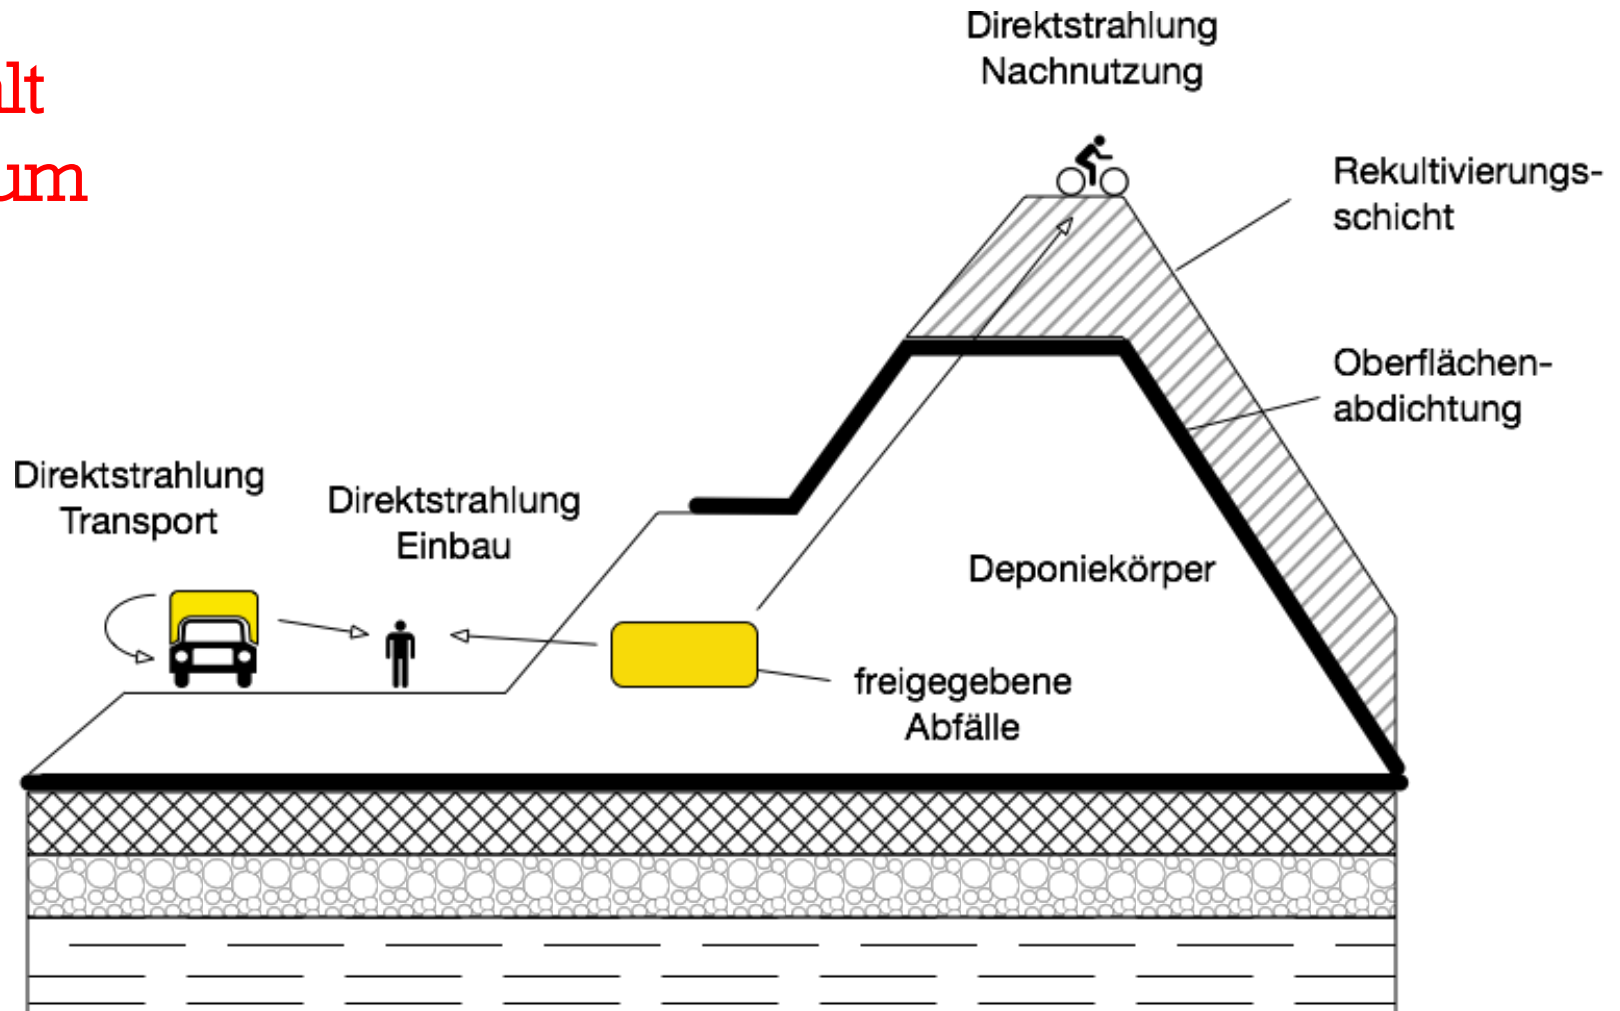 Direktstrahlung
Nachnutzung
Rekultivierungs-
schicht
Oberflächen-
abdichtung
Direktstrahlung
Transport
Direktstrahlung
Einbau
Deponiekörper
freigegebene
Abfälle